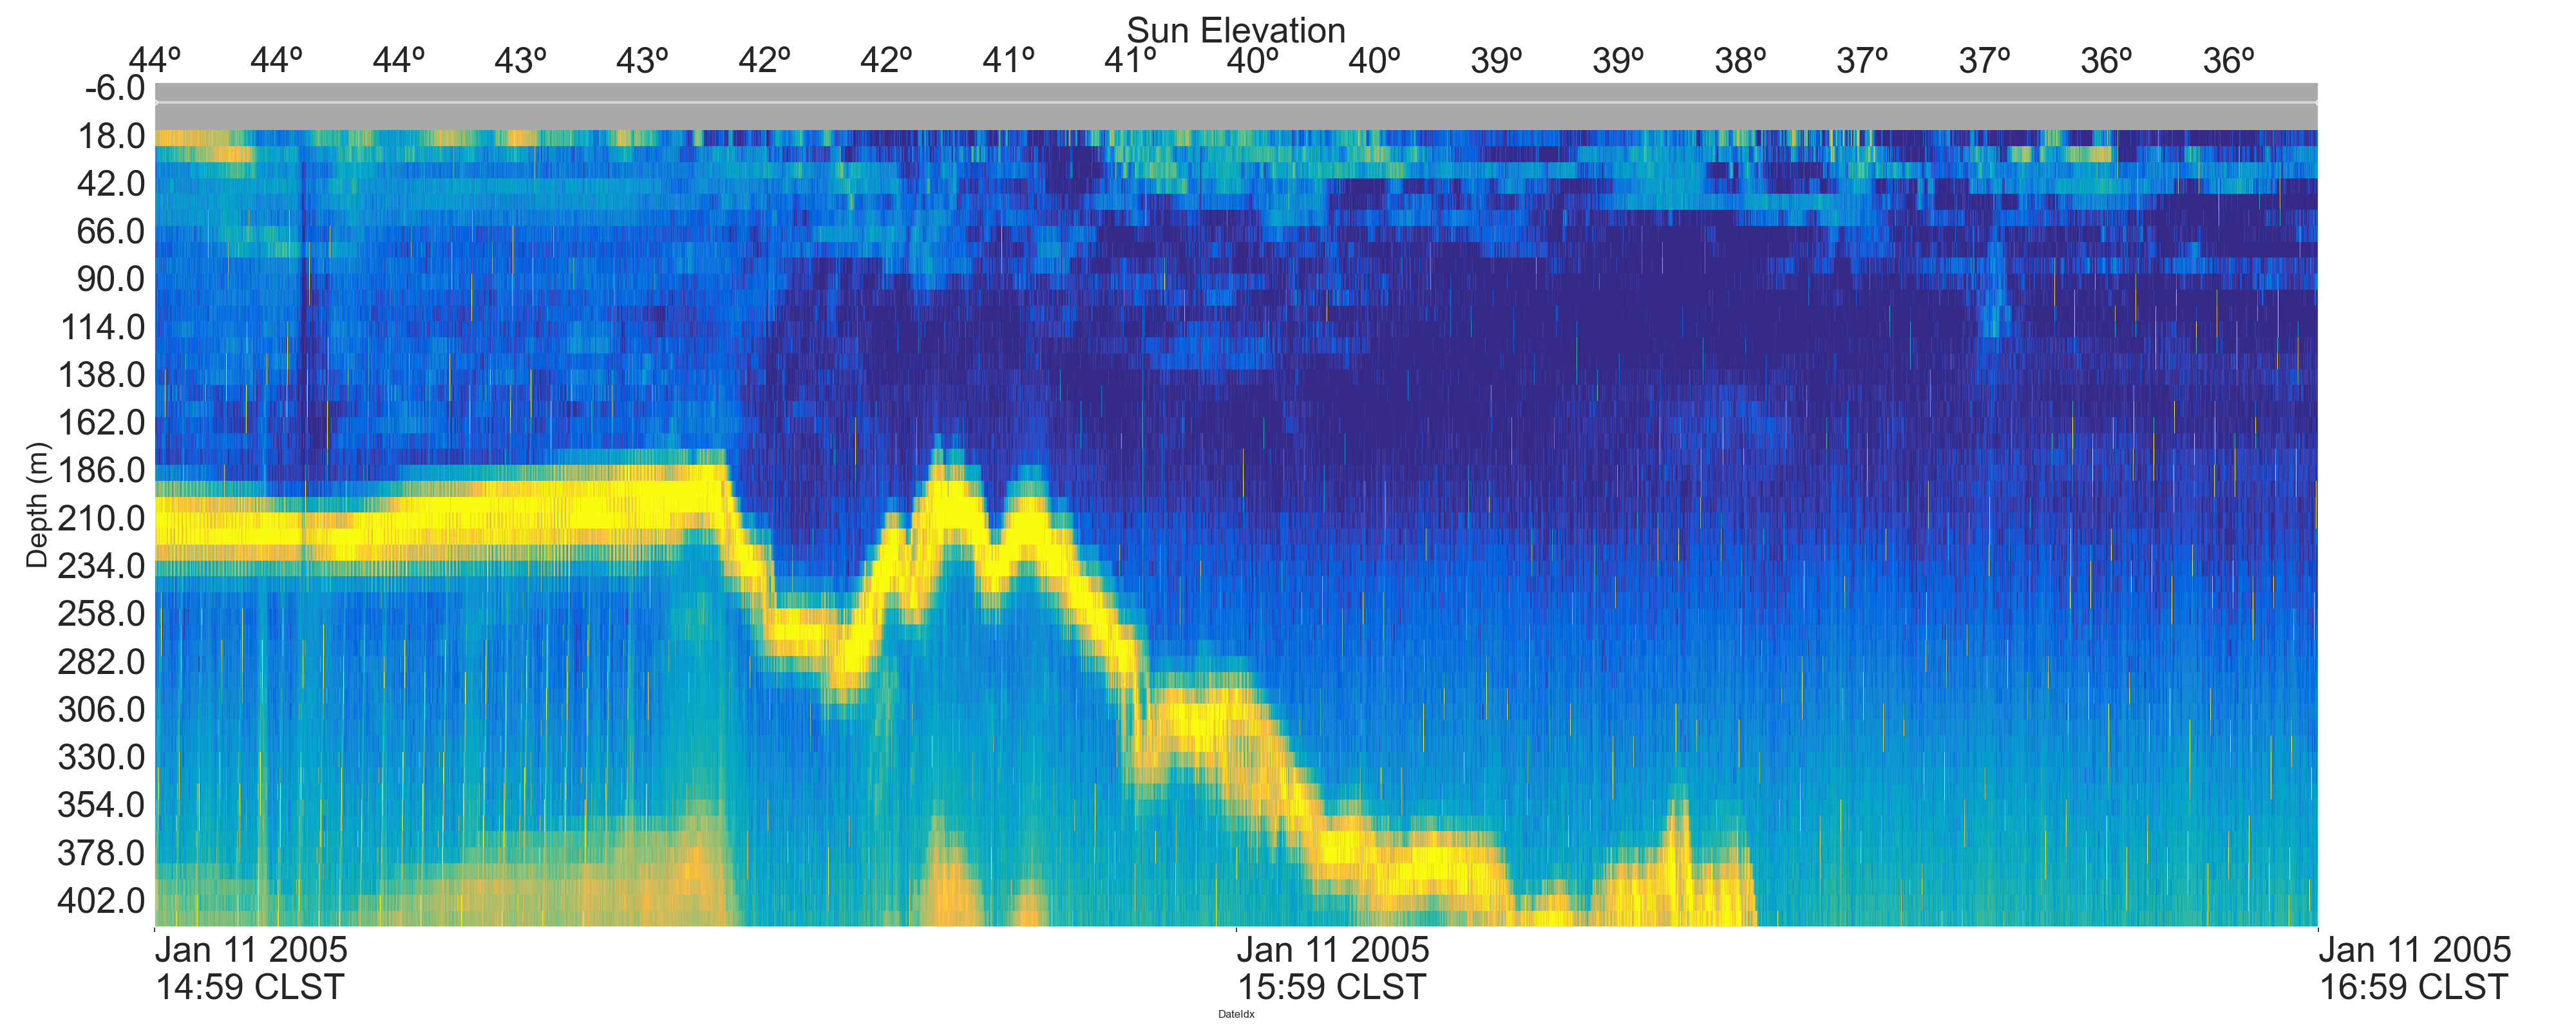 Sun Elevation
44º 44º 44º 43º 43º 42º 42º 41º 41º 40º 40º 39º 39º 38º 37º 37º 36º 36º
-6.0
18.0
42.0
66.0
90.0
114.0
138.0
162.0
186.0
210.0
234.0
258.0
282.0
306.0
330.0
354.0
378.0
402.0
Depth (m)
Jan 11 2005
14:59 CLST
Jan 11 2005
15:59 CLST
Jan 11 2005
16:59 CLST
DateIdx